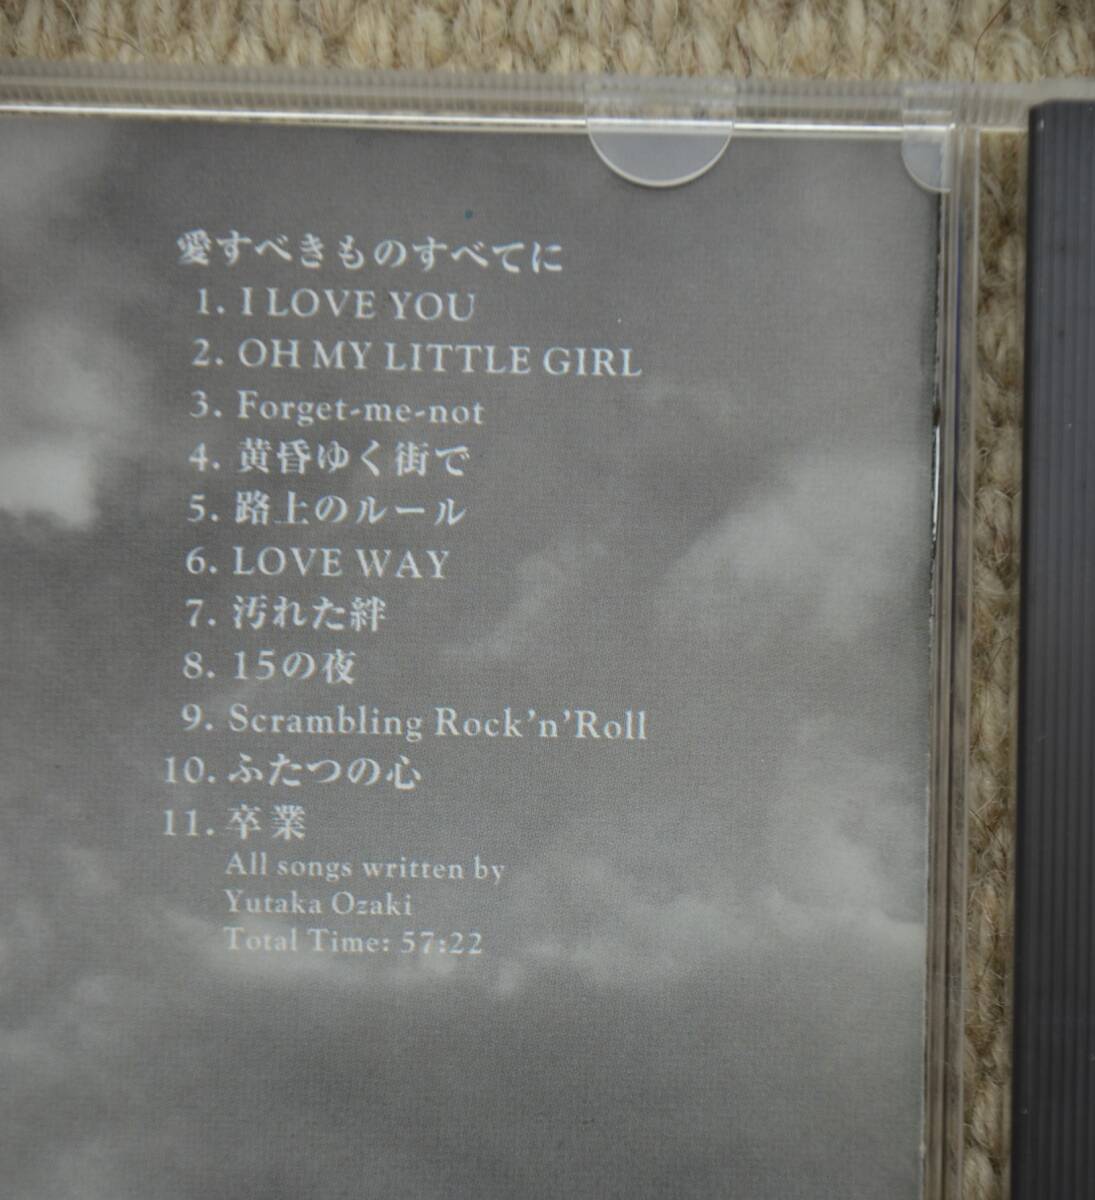 愛すべきものすべてに
1. I LOVE YOU
2. OH MY LITTLE GIRL
3. Forget-me-not
4. 黄昏ゆく街で
5. 路上のルール
6. LOVE WAY
7. 汚れた絆
8. 15の夜
9. Scrambling Rock'n'Roll
10. ふたつの心
11. 卒業
All songs written by
Yutaka Ozaki
Total Time: 57:22